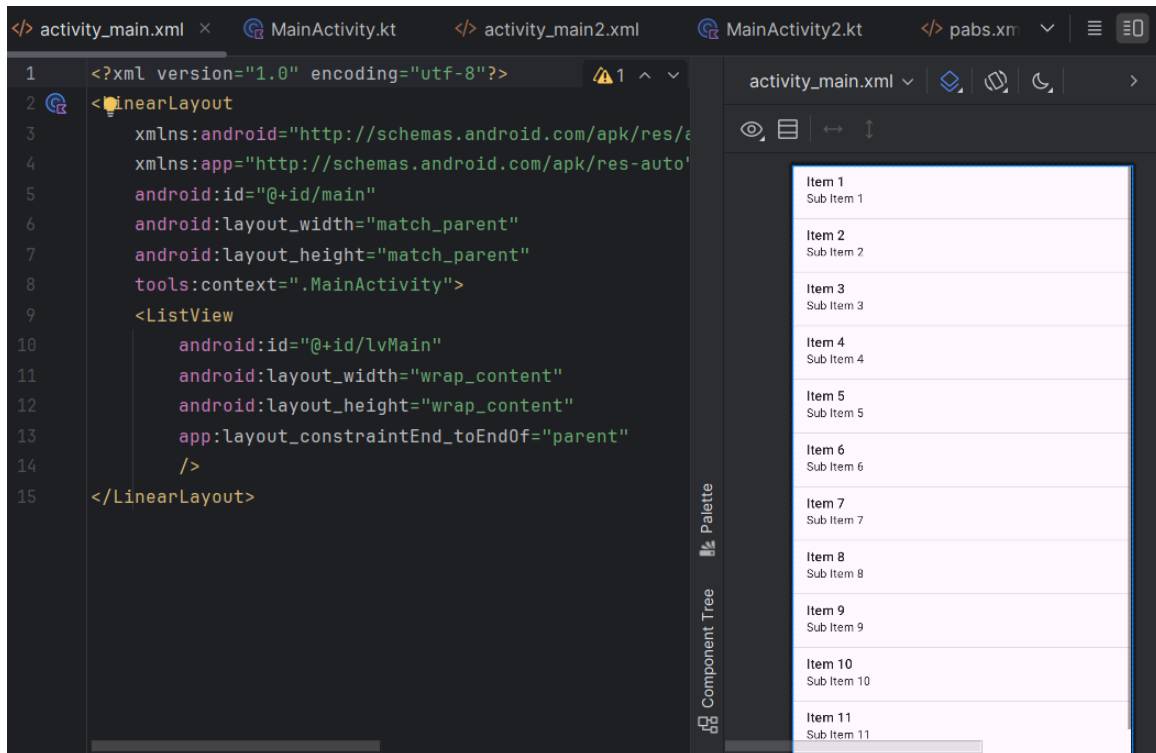 </> activity_main.xml × MainActivity.kt </> activity_main2.xml MainActivity2.kt </> pabs.xm
1 <?xml version="1.0" encoding="utf-8"?> 1
2 <LinearLayout
3 xmlns:android="http://schemas.android.com/apk/res/a
4 xmlns:app="http://schemas.android.com/apk/res-auto"
5 android:id="@+id/main"
6 android:layout_width="match_parent"
7 android:layout_height="match_parent"
8 tools:context=".MainActivity">
9 <ListView
10 android:id="@+id/lvMain"
11 android:layout_width="wrap_content"
12 android:layout_height="wrap_content"
13 app:layout_constraintEnd_toEndOf="parent"
14 />
15 </LinearLayout>
Palette
Component Tree
activity_main.xml
Item 1
Sub Item 1
Item 2
Sub Item 2
Item 3
Sub Item 3
Item 4
Sub Item 4
Item 5
Sub Item 5
Item 6
Sub Item 6
Item 7
Sub Item 7
Item 8
Sub Item 8
Item 9
Sub Item 9
Item 10
Sub Item 10
Item 11
Sub Item 11